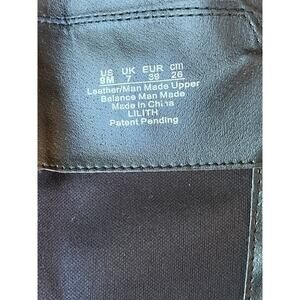 US UK EUR cm
9M 7 39 26
Leather/Man Made Upper
Balance Man Made
Made in China
LILITH
Patent Pending